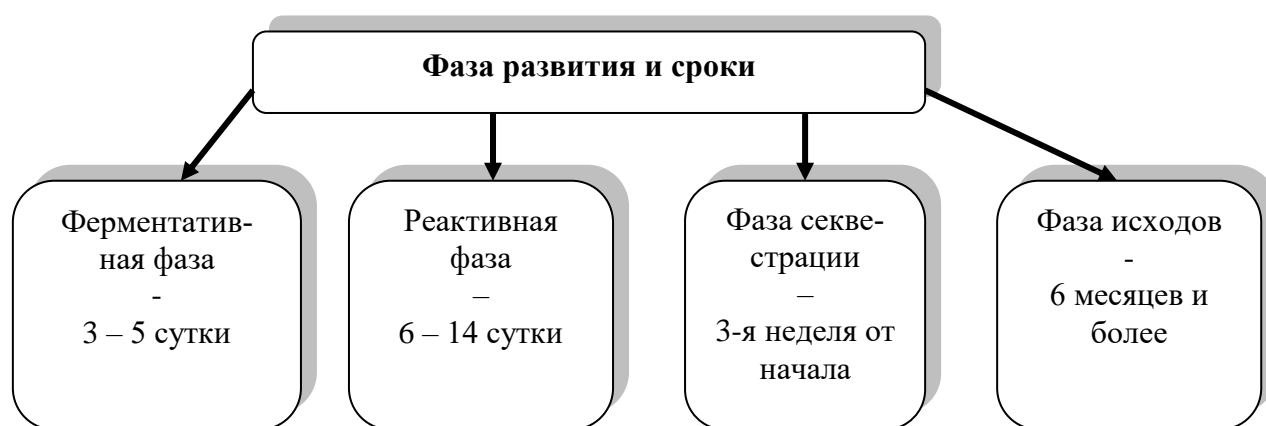 Фаза развития и сроки
Ферментатив-
ная фаза
-
3 – 5 сутки
Реактивная
фаза
–
6 – 14 сутки
Фаза секве-
страции
–
3-я неделя от
начала
Фаза исходов
-
6 месяцев и
более